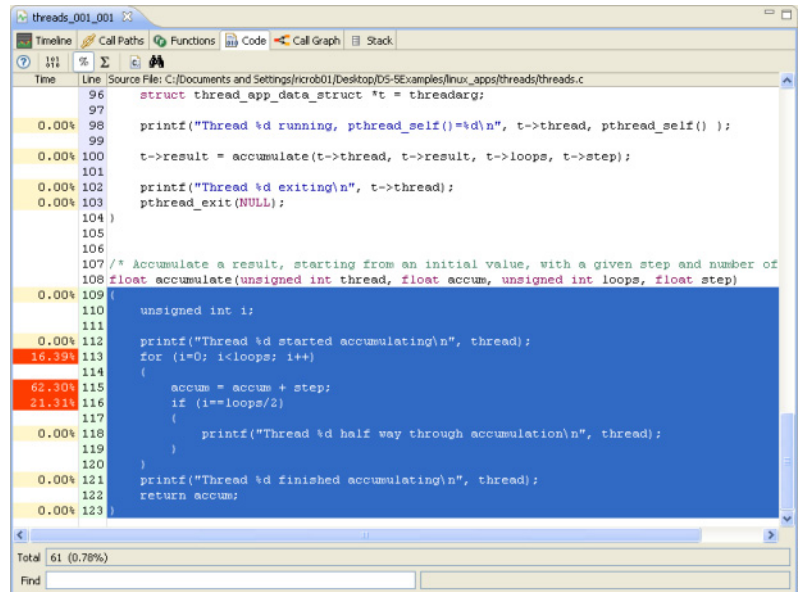 threads_001_001
Timeline Call Paths Functions Code Call Graph Stack
? % Σ c
Time Line Source File: C:/Documents and Settings/ricrob01/Desktop/DS-5Examples/linux_apps/threads/threads.c
96 struct thread_app_data_struct *t = threadarg;
97
0.00% 98 printf("Thread %d running, pthread_self()=%d\n", t->thread, pthread_self() );
99
0.00% 100 t->result = accumulate(t->thread, t->result, t->loops, t->step);
101
0.00% 102 printf("Thread %d exiting\n", t->thread);
0.00% 103 pthread_exit(NULL);
104 }
105
106
107 /* Accumulate a result, starting from an initial value, with a given step and number of
108 float accumulate(unsigned int thread, float accum, unsigned int loops, float step)
0.00% 109 {
110 unsigned int i;
111
0.00% 112 printf("Thread %d started accumulating\n", thread);
16.39% 113 for (i=0; i<loops; i++)
114 {
62.30% 115 accum = accum + step;
21.31% 116 if (i==loops/2)
117 {
0.00% 118 printf("Thread %d half way through accumulation\n", thread);
119 }
120 }
0.00% 121 printf("Thread %d finished accumulating\n", thread);
122 return accum;
0.00% 123 }
Total 61 (0.78%)
Find